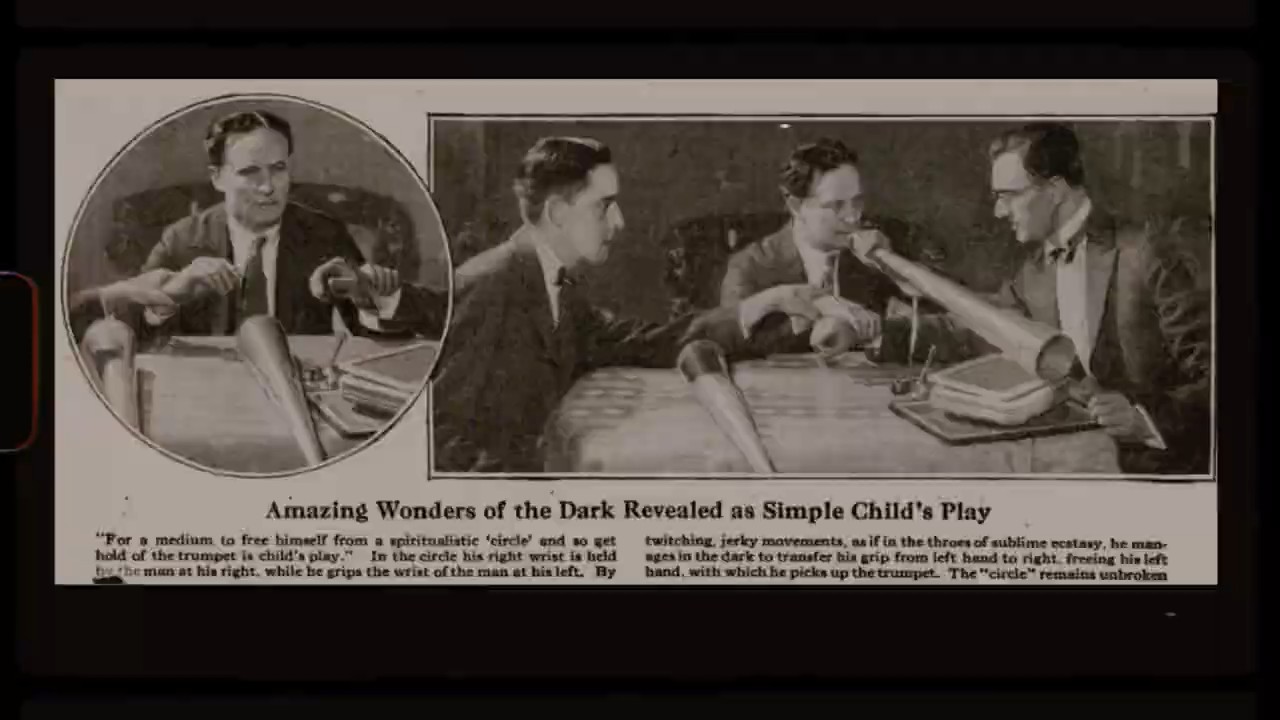 Amazing Wonders of the Dark Revealed as Simple Child's Play
"For a medium to free himself from a spiritualistic 'circle' and so get
hold of the trumpet is child's play." In the circle his right wrist is held
by the man at his right, while he grips the wrist of the man at his left. By
twitching, jerky movements, as if in the throes of sublime ecstasy, he man-
ages in the dark to transfer his grip from left hand to right, freeing his left
hand, with which he picks up the trumpet. The "circle" remains unbroken